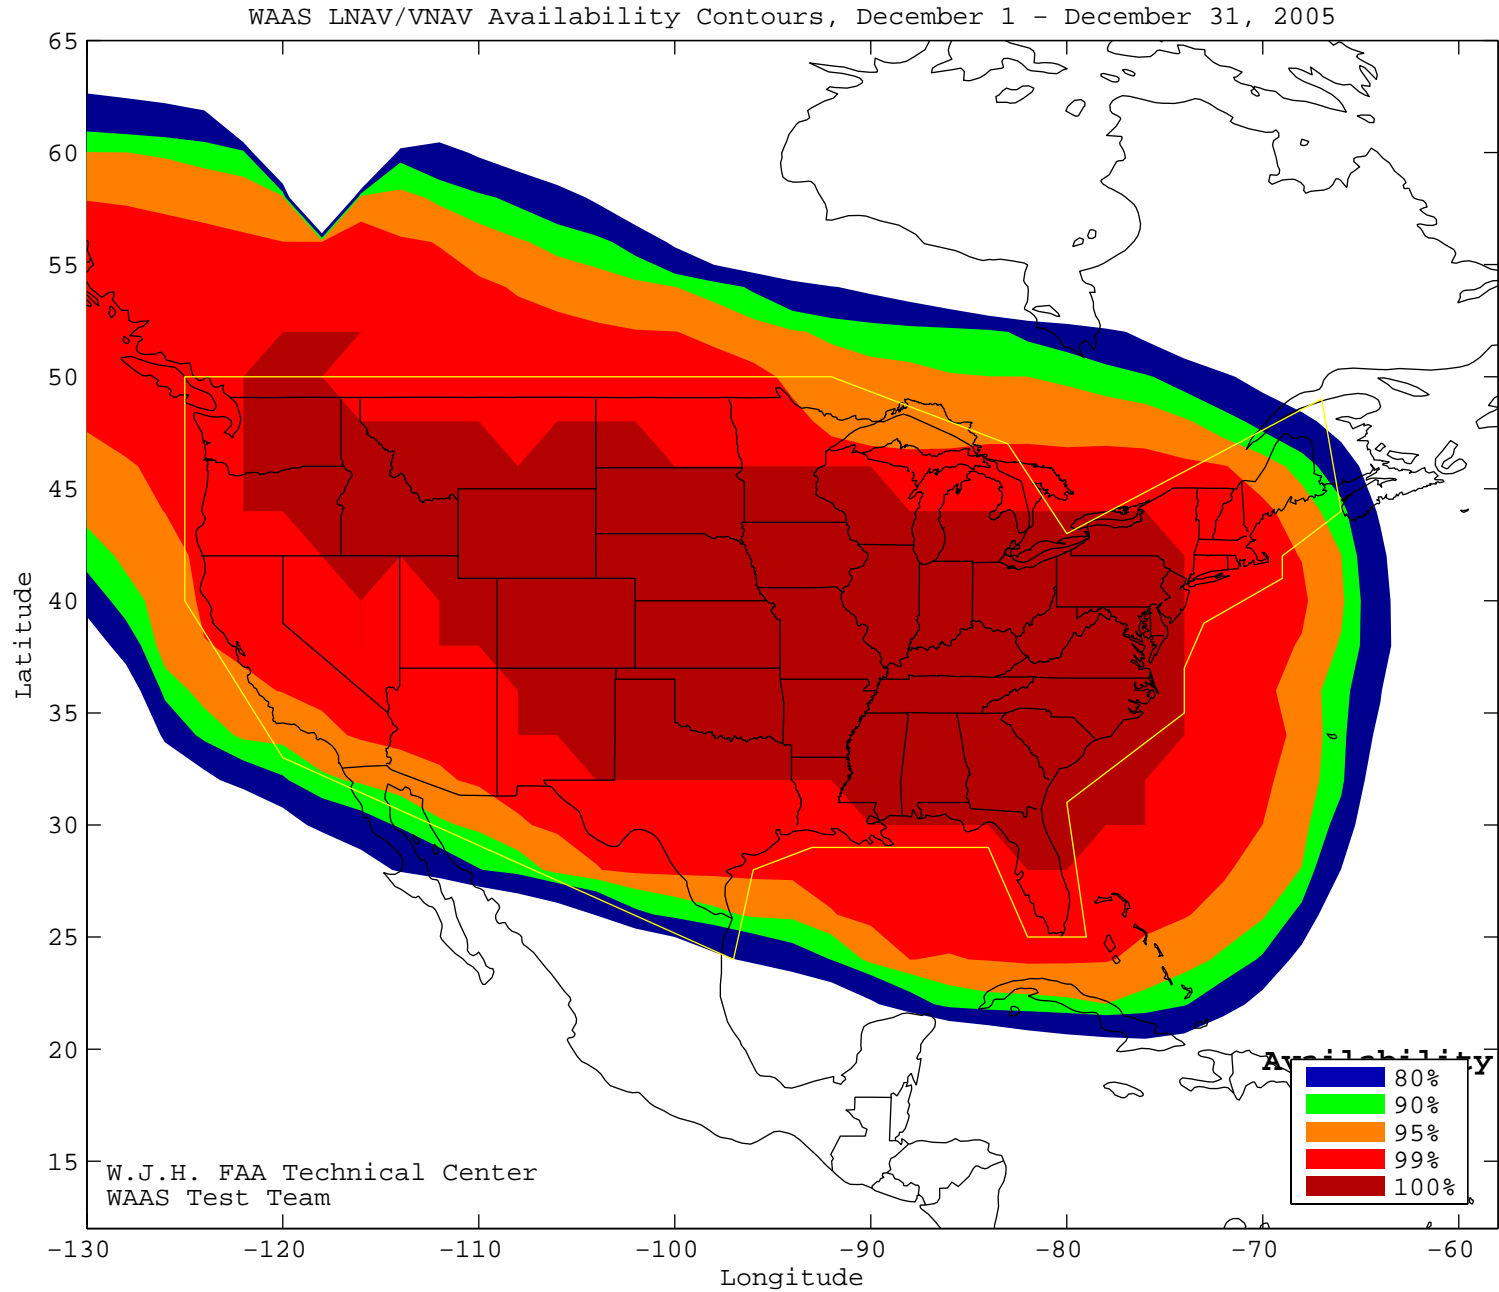 WAAS LNAV/VNAV Availability Contours, December 1 - December 31, 2005
65
60
55
50
45
40
35
30
25
20
15
Latitude
-130 -120 -110 -100 -90 -80 -70 -60
Longitude
W.J.H. FAA Technical Center
WAAS Test Team
Availability
80%
90%
95%
99%
100%